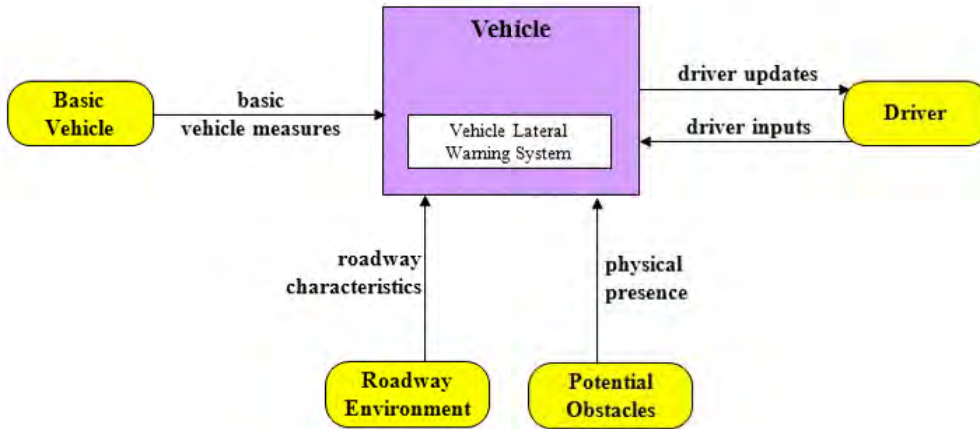 Vehicle
Basic
Vehicle
basic
vehicle measures
Vehicle Lateral
Warning System
driver updates
driver inputs
Driver
roadway
characteristics
physical
presence
Roadway
Environment
Potential
Obstacles